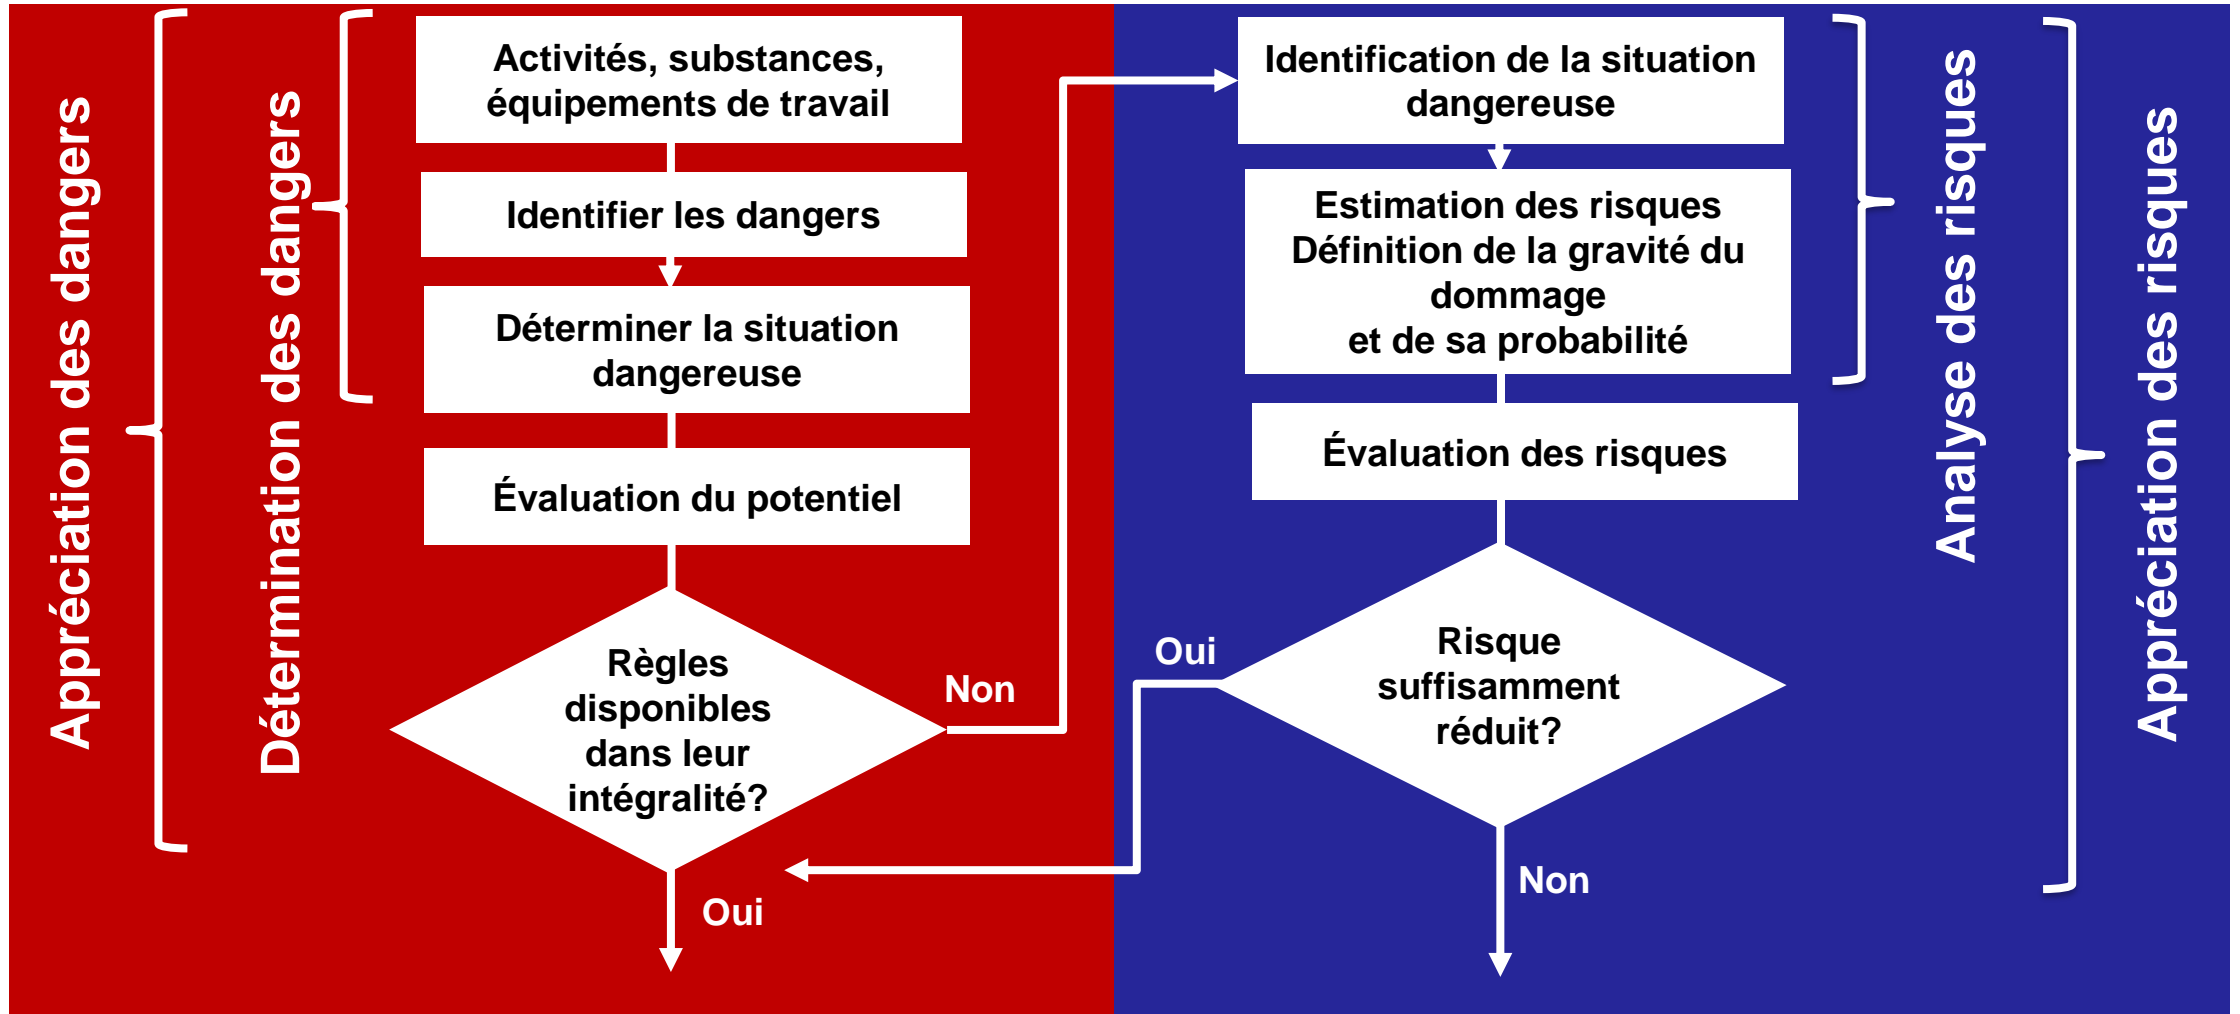 Appréciation des dangers
Détermination des dangers
Activités, substances,
équipements de travail
Identifier les dangers
Déterminer la situation
dangereuse
Évaluation du potentiel
Règles
disponibles
dans leur
intégralité?
Non
Oui
Identification de la situation
dangereuse
Estimation des risques
Définition de la gravité du
dommage
et de sa probabilité
Évaluation des risques
Risque
suffisamment
réduit?
Oui
Non
Analyse des risques
Appréciation des risques